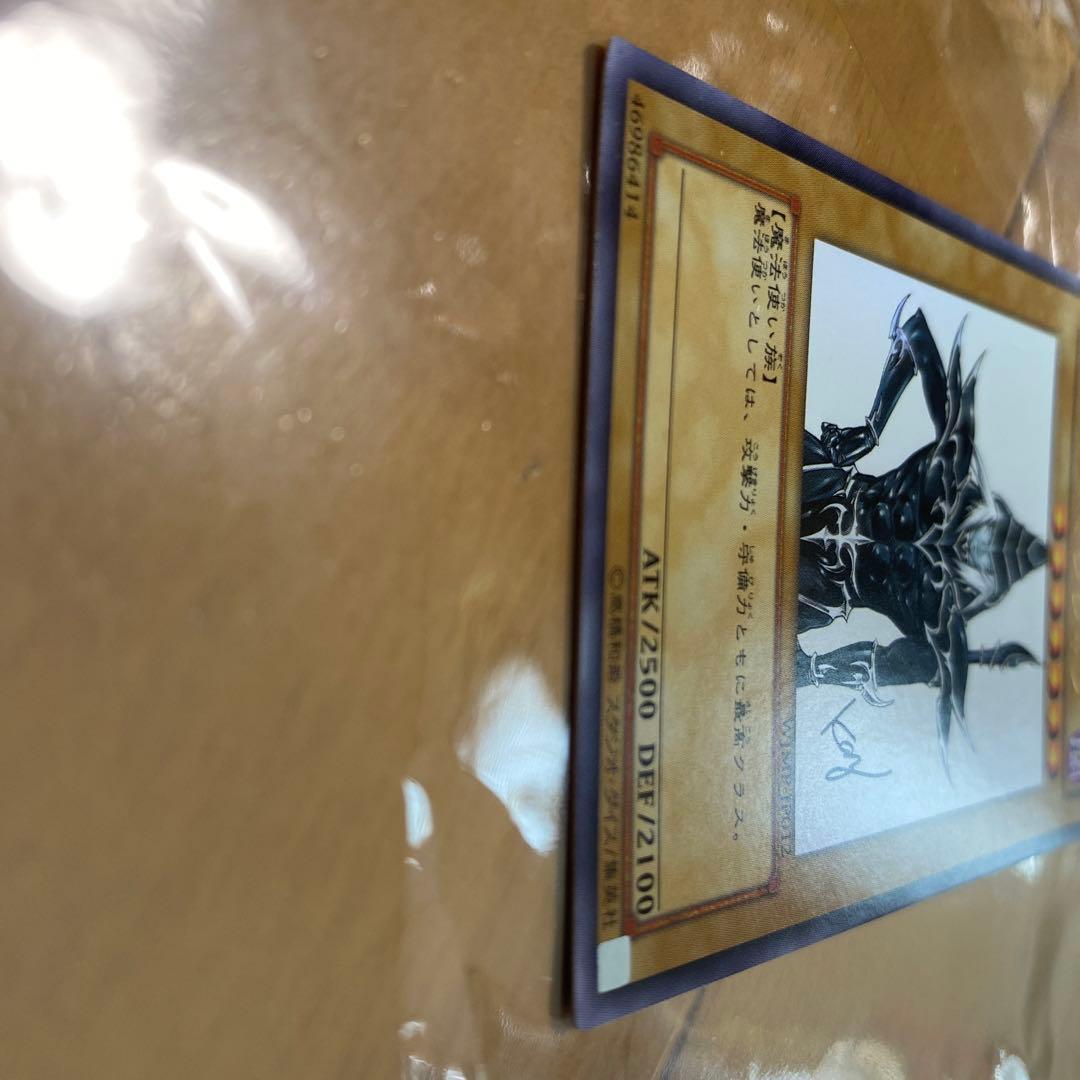 WJMP-JP012
【魔法使い族】
魔法使いとしては、攻撃力・守備力ともに最高クラス。
ATK/2500 DEF/2100
46986414
©高橋和希 スタジオ・ダイス/集英社